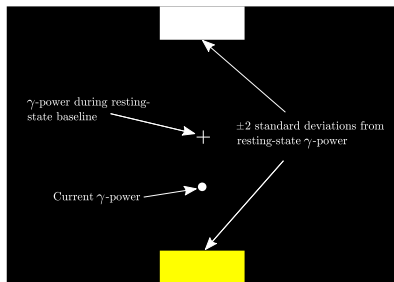 γ-power during resting-
state baseline
±2 standard deviations from
resting-state γ-power
Current γ-power